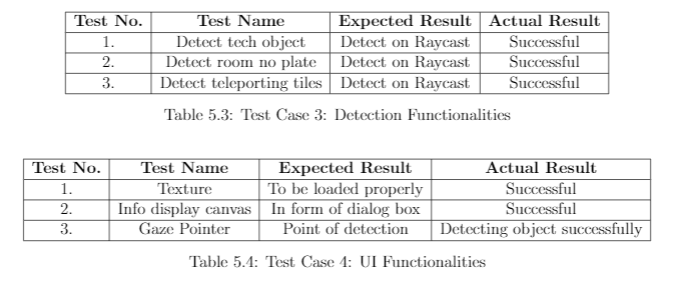 Test No. Test Name Expected Result Actual Result
1. Detect tech object Detect on Raycast Successful
2. Detect room no plate Detect on Raycast Successful
3. Detect teleporting tiles Detect on Raycast Successful
Table 5.3: Test Case 3: Detection Functionalities
Test No. Test Name Expected Result Actual Result
1. Texture To be loaded properly Successful
2. Info display canvas In form of dialog box Successful
3. Gaze Pointer Point of detection Detecting object successfully
Table 5.4: Test Case 4: UI Functionalities